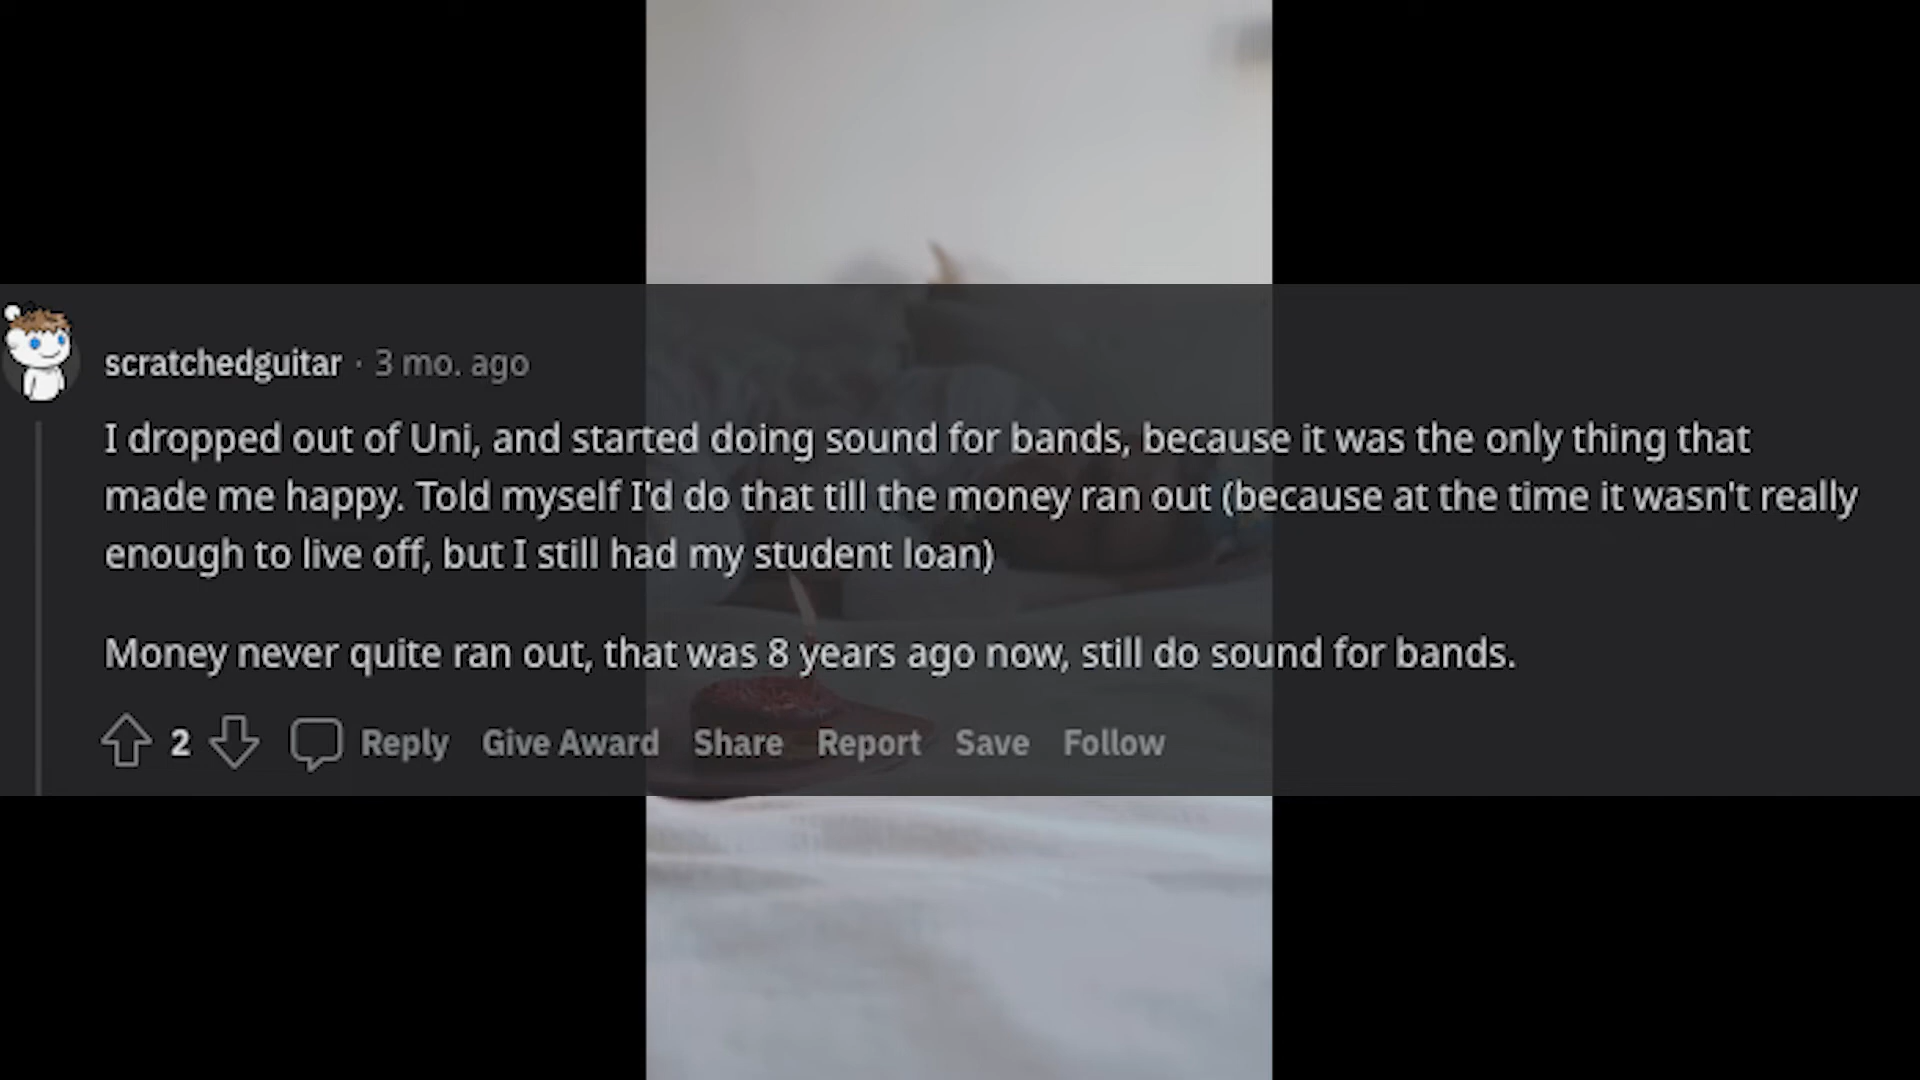 scratchedguitar · 3 mo. ago
I dropped out of Uni, and started doing sound for bands, because it was the only thing that
made me happy. Told myself I'd do that till the money ran out (because at the time it wasn't really
enough to live off, but I still had my student loan)
Money never quite ran out, that was 8 years ago now, still do sound for bands.
2 Reply Give Award Share Report Save Follow